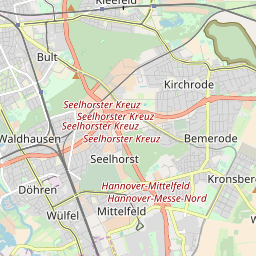 Kleefeld
Bult
Kirchrode
Seelhorster Kreuz
Seelhorster Kreuz
Seelhorster Kreuz
Waldhausen
Seelhorster Kreuz
Bemerode
Seelhorst
Kronsberg
Döhren
Hannover-Mittelfeld
Hannover-Messe-Nord
Wülfel
Mittelfeld